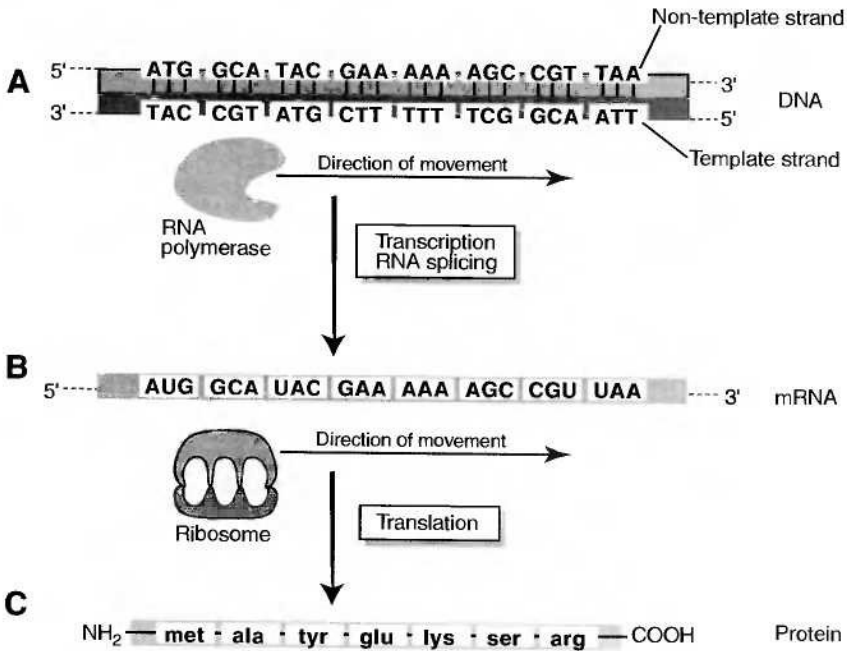 Non-template strand
A 5' ATG GCA TAC GAA AAA AGC CGT TAA 3' DNA
3' TAC CGT ATG CTT TTT TCG GCA ATT 5'
Template strand
Direction of movement
RNA
polymerase
Transcription
RNA splicing
B 5' AUG GCA UAC GAA AAA AGC CGU UAA 3' mRNA
Direction of movement
Ribosome
Translation
C NH2 met - ala - tyr - glu - lys - ser - arg COOH Protein